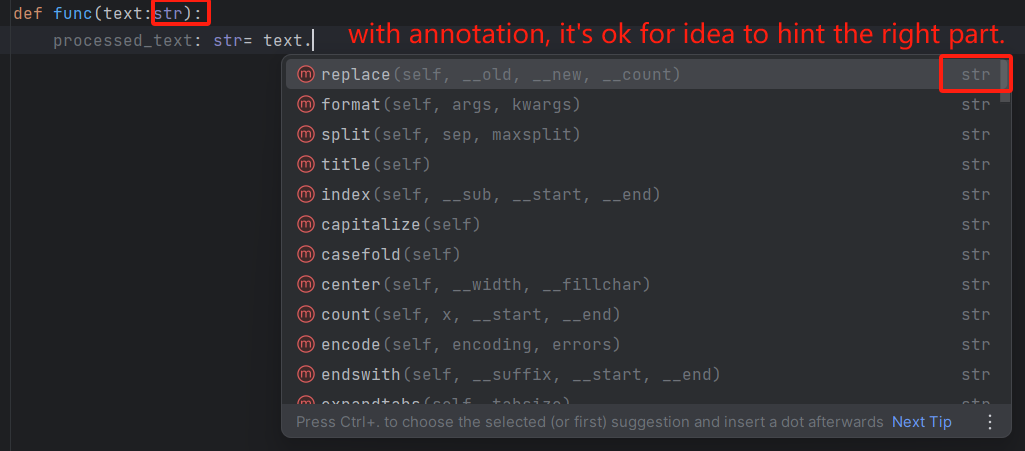 def func(text:str):
processed_text: str= text. with annotation, it's ok for idea to hint the right part.
replace(self, __old, __new, __count) str
format(self, args, kwargs) str
split(self, sep, maxsplit) str
title(self) str
index(self, __sub, __start, __end) str
capitalize(self) str
casefold(self) str
center(self, __width, __fillchar) str
count(self, x, __start, __end) str
encode(self, encoding, errors) str
endswith(self, __suffix, __start, __end) str
expandtabs(self, tabsize) str
Press Ctrl+. to choose the selected (or first) suggestion and insert a dot afterwards Next Tip